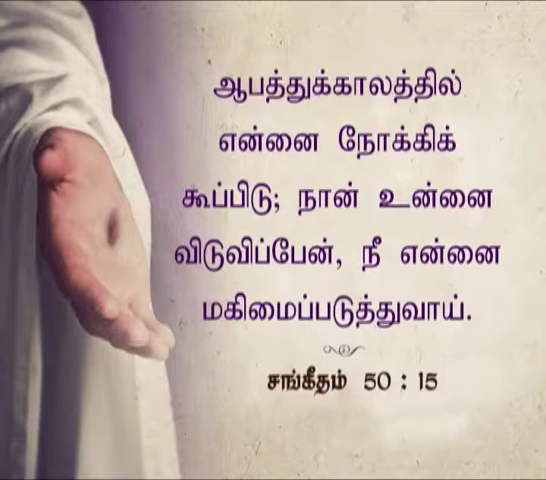 ஆபத்துக்காலத்தில்
என்னை நோக்கிக்
கூப்பிடு; நான் உன்னை
விடுவிப்பேன், நீ என்னை
மகிமைப்படுத்துவாய்.
சங்கீதம் 50 : 15